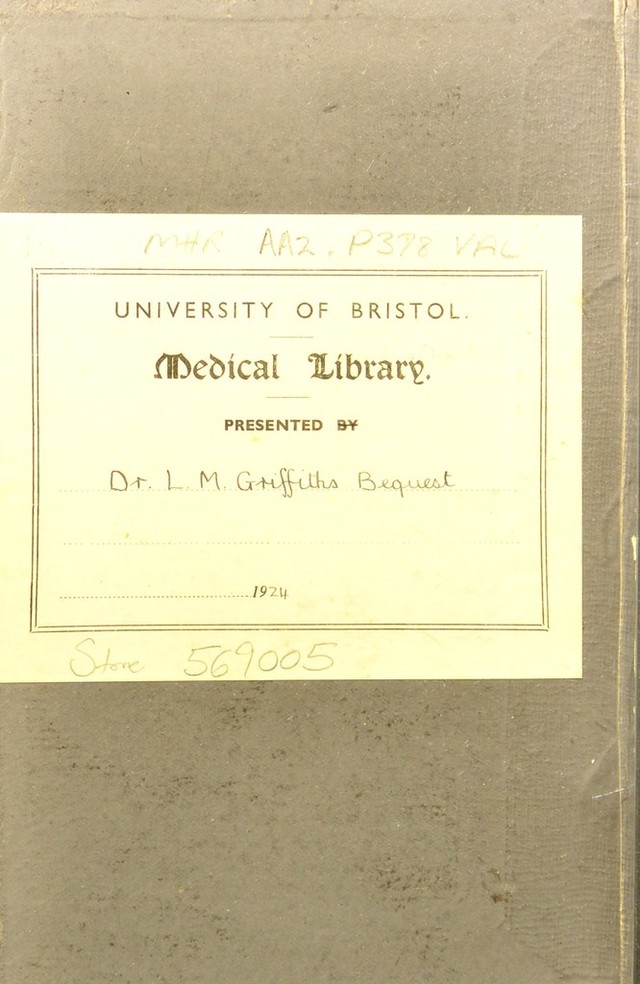 MHR AA2. P378 VAL
UNIVERSITY OF BRISTOL.
Medical Library.
PRESENTED BY
Dr. L. M. Griffiths Bequest
1924
Store 569005